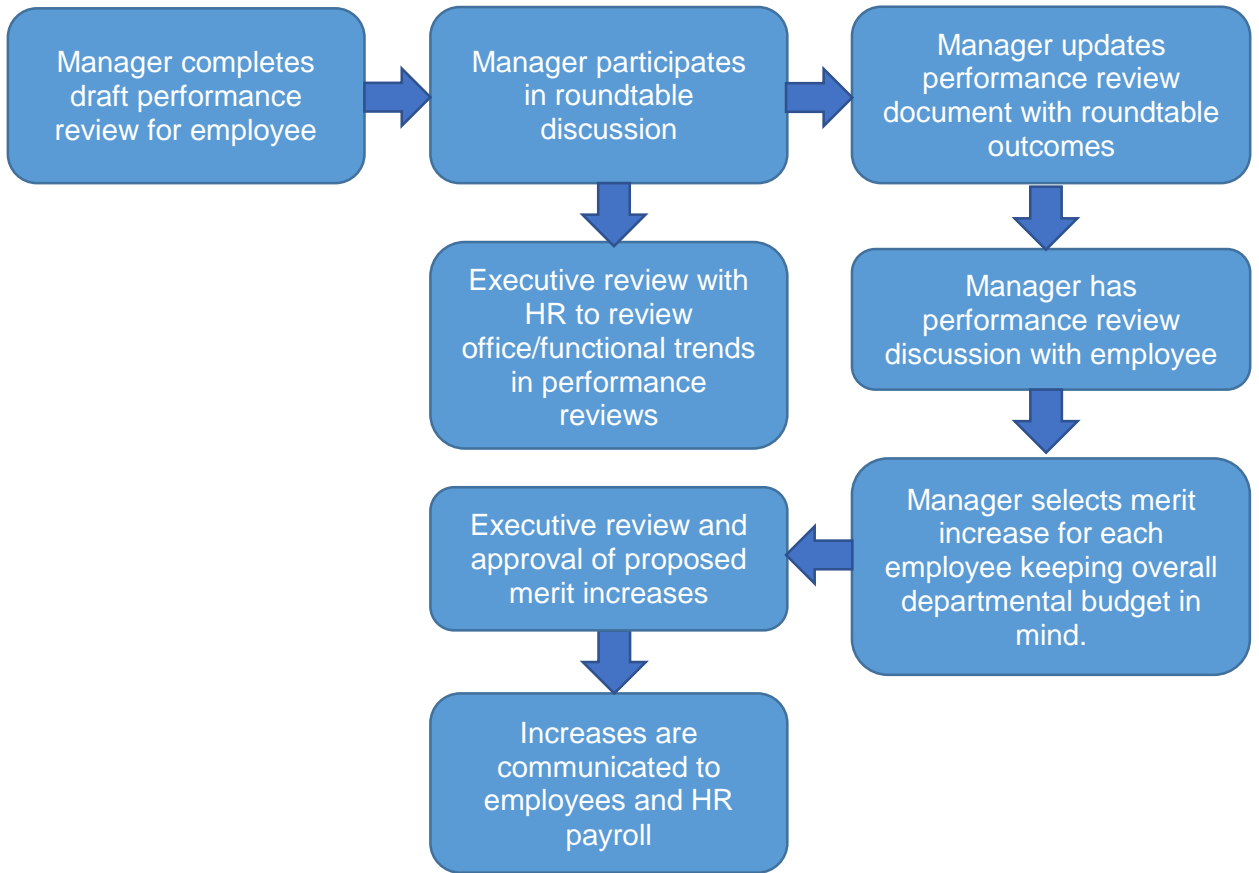 Manager completes
draft performance
review for employee
Manager participates
in roundtable
discussion
Manager updates
performance review
document with roundtable
outcomes
Executive review with
HR to review
office/functional trends
in performance
reviews
Manager has
performance review
discussion with employee
Manager selects merit
increase for each
employee keeping overall
departmental budget in
mind.
Executive review and
approval of proposed
merit increases
Increases are
communicated to
employees and HR
payroll